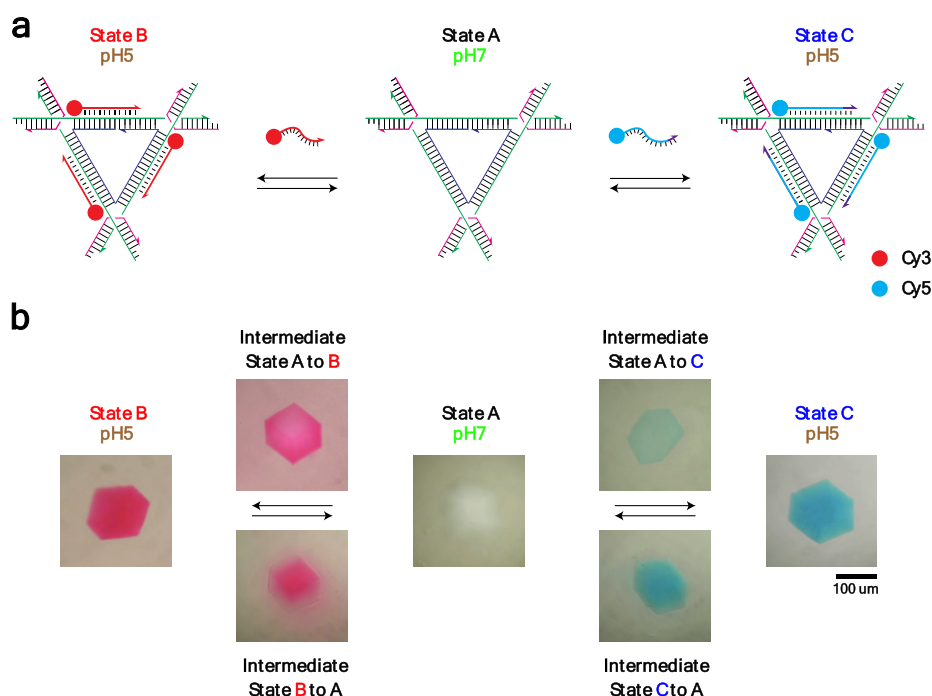 a
State B
pH5
State A
pH7
State C
pH5
Cy3
Cy5
b
Intermediate
State A to B
Intermediate
State A to C
State B
pH5
State A
pH7
State C
pH5
100 um
Intermediate
State B to A
Intermediate
State C to A